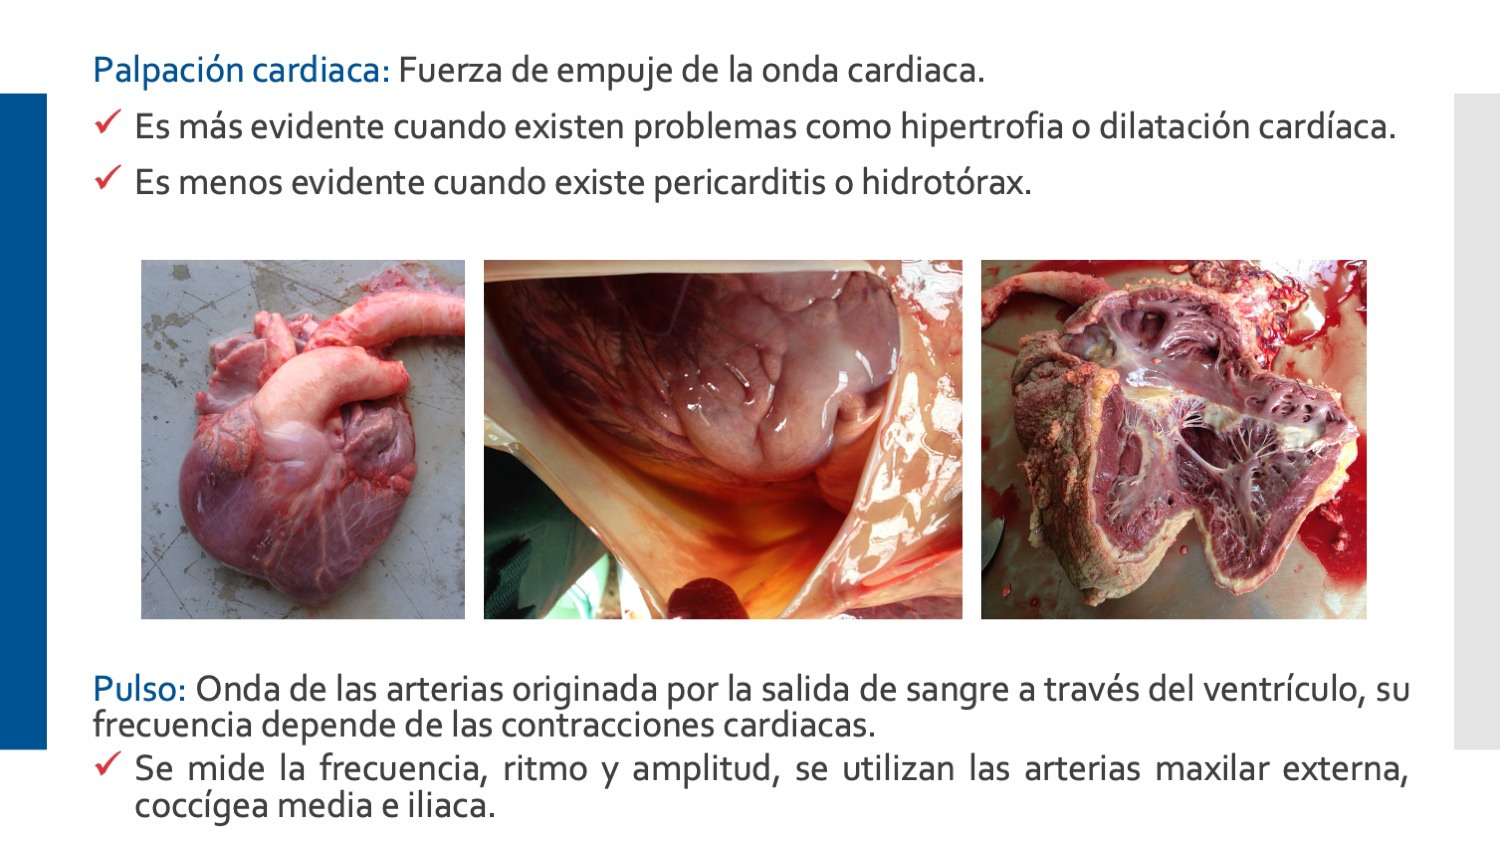 Palpación cardiaca: Fuerza de empuje de la onda cardiaca.
✓ Es más evidente cuando existen problemas como hipertrofia o dilatación cardíaca.
✓ Es menos evidente cuando existe pericarditis o hidrotórax.
Pulso: Onda de las arterias originada por la salida de sangre a través del ventrículo, su
frecuencia depende de las contracciones cardiacas.
✓ Se mide la frecuencia, ritmo y amplitud, se utilizan las arterias maxilar externa,
coccígea media e iliaca.